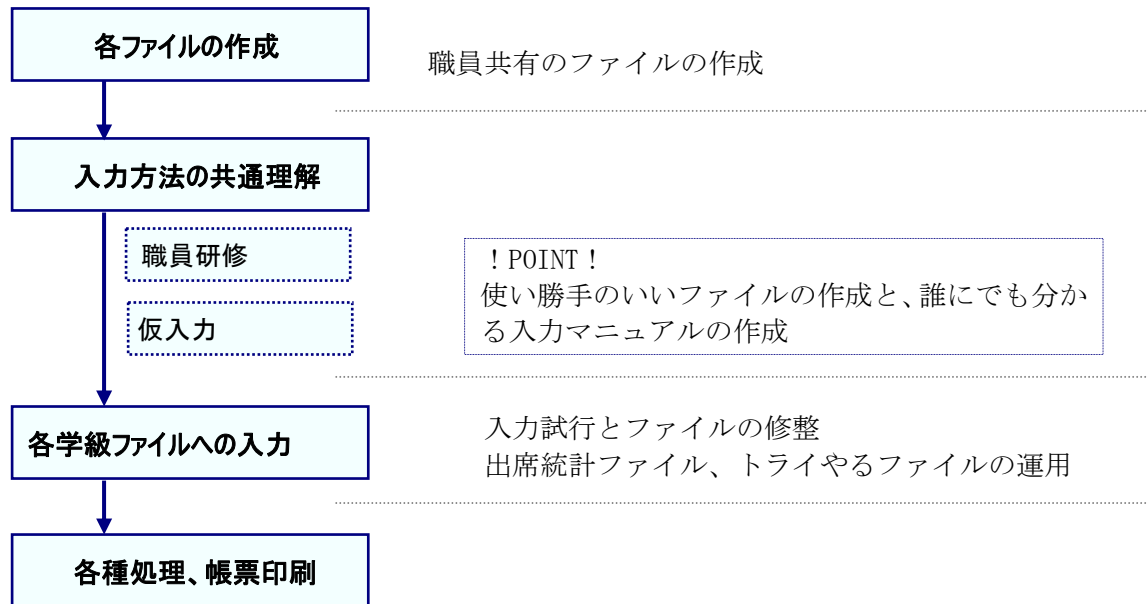 各ファイルの作成
職員共有のファイルの作成
入力方法の共通理解
職員研修
仮入力
！POINT！
使い勝手のいいファイルの作成と、誰にでも分か
る入力マニュアルの作成
各学級ファイルへの入力
入力試行とファイルの修整
出席統計ファイル、トライやるファイルの運用
各種処理、帳票印刷